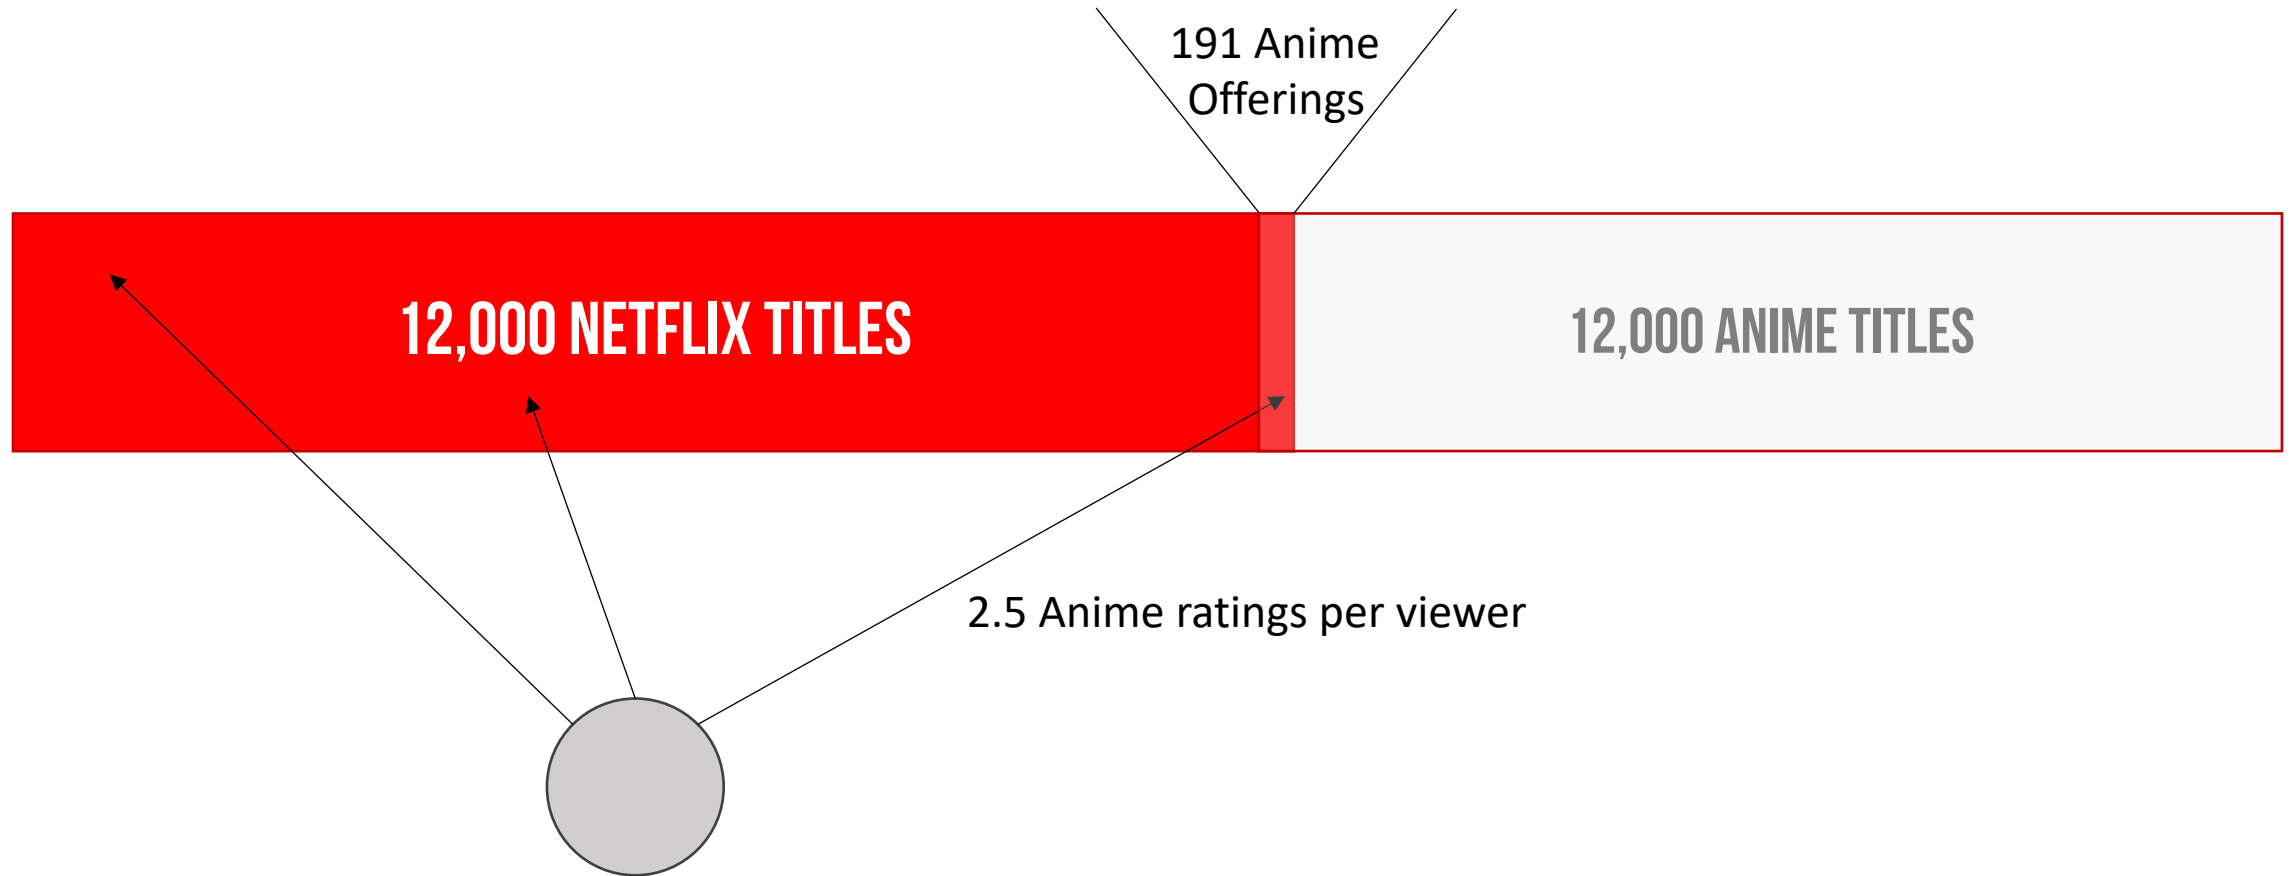 191 Anime
Offerings
12,000 NETFLIX TITLES
12,000 ANIME TITLES
2.5 Anime ratings per viewer